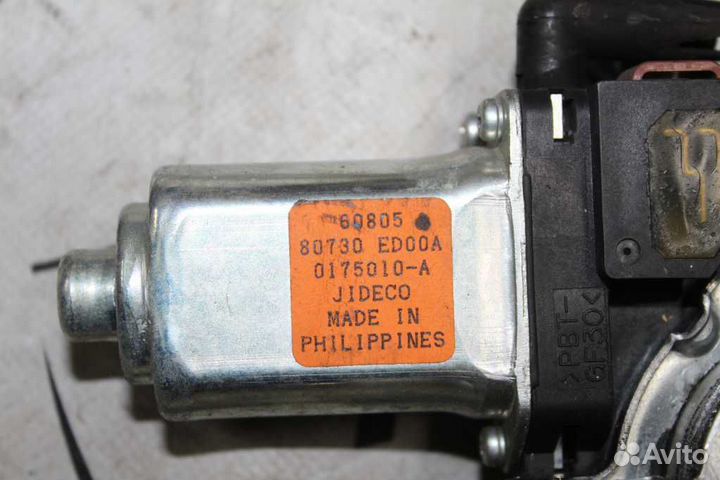 60805
80730 ED00A
0175010-A
JIDECO
MADE IN
PHILIPPINES
>PBT-
GF30<
Avito